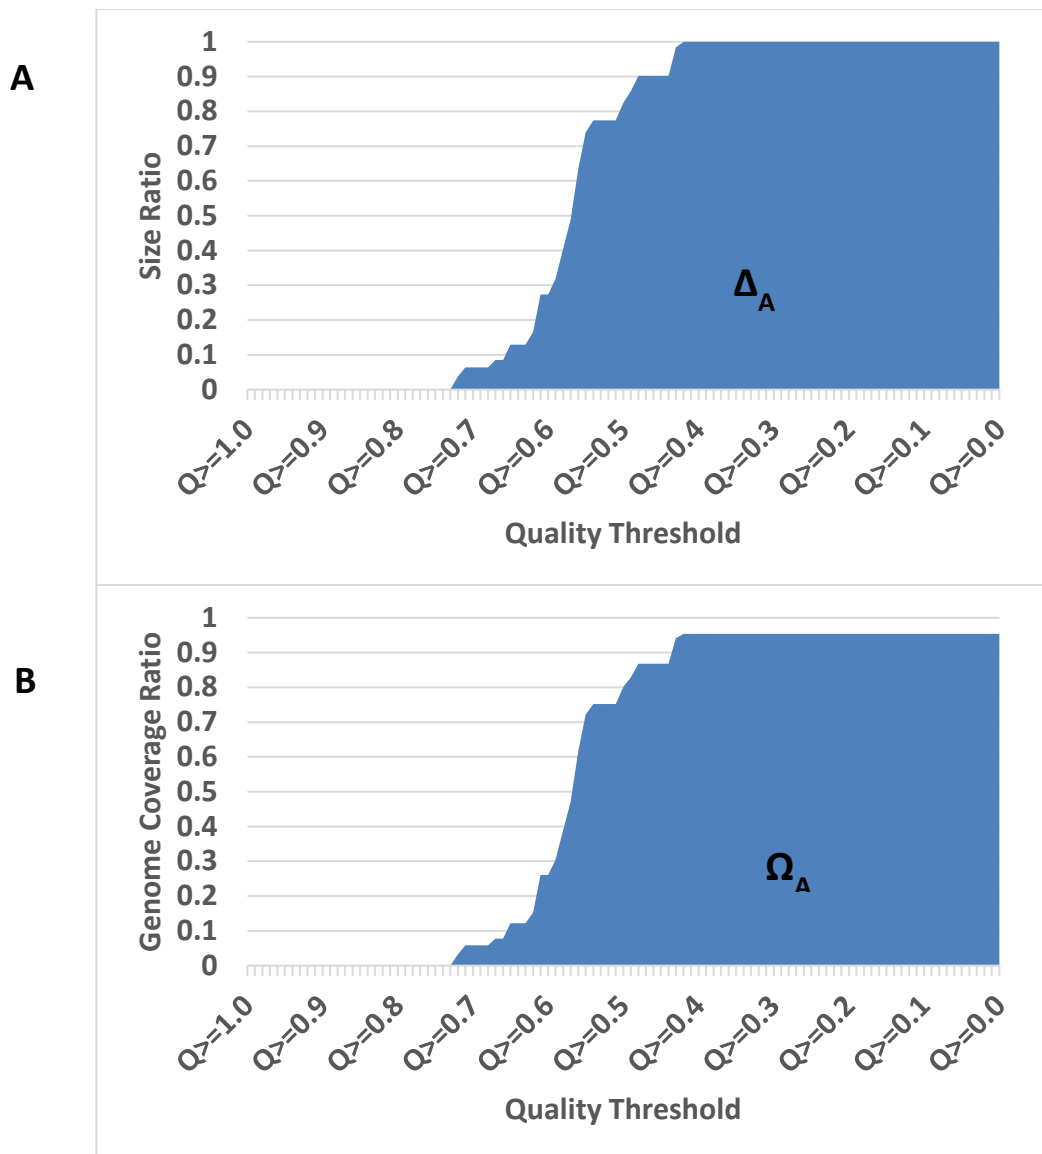 A
Size Ratio
1
0.9
0.8
0.7
0.6
0.5
0.4
0.3
0.2
0.1
0
Δ_A
Q>=1.0
Q>=0.9
Q>=0.8
Q>=0.7
Q>=0.6
Q>=0.5
Q>=0.4
Q>=0.3
Q>=0.2
Q>=0.1
Q>=0.0
Quality Threshold
B
Genome Coverage Ratio
1
0.9
0.8
0.7
0.6
0.5
0.4
0.3
0.2
0.1
0
Ω_A
Q>=1.0
Q>=0.9
Q>=0.8
Q>=0.7
Q>=0.6
Q>=0.5
Q>=0.4
Q>=0.3
Q>=0.2
Q>=0.1
Q>=0.0
Quality Threshold